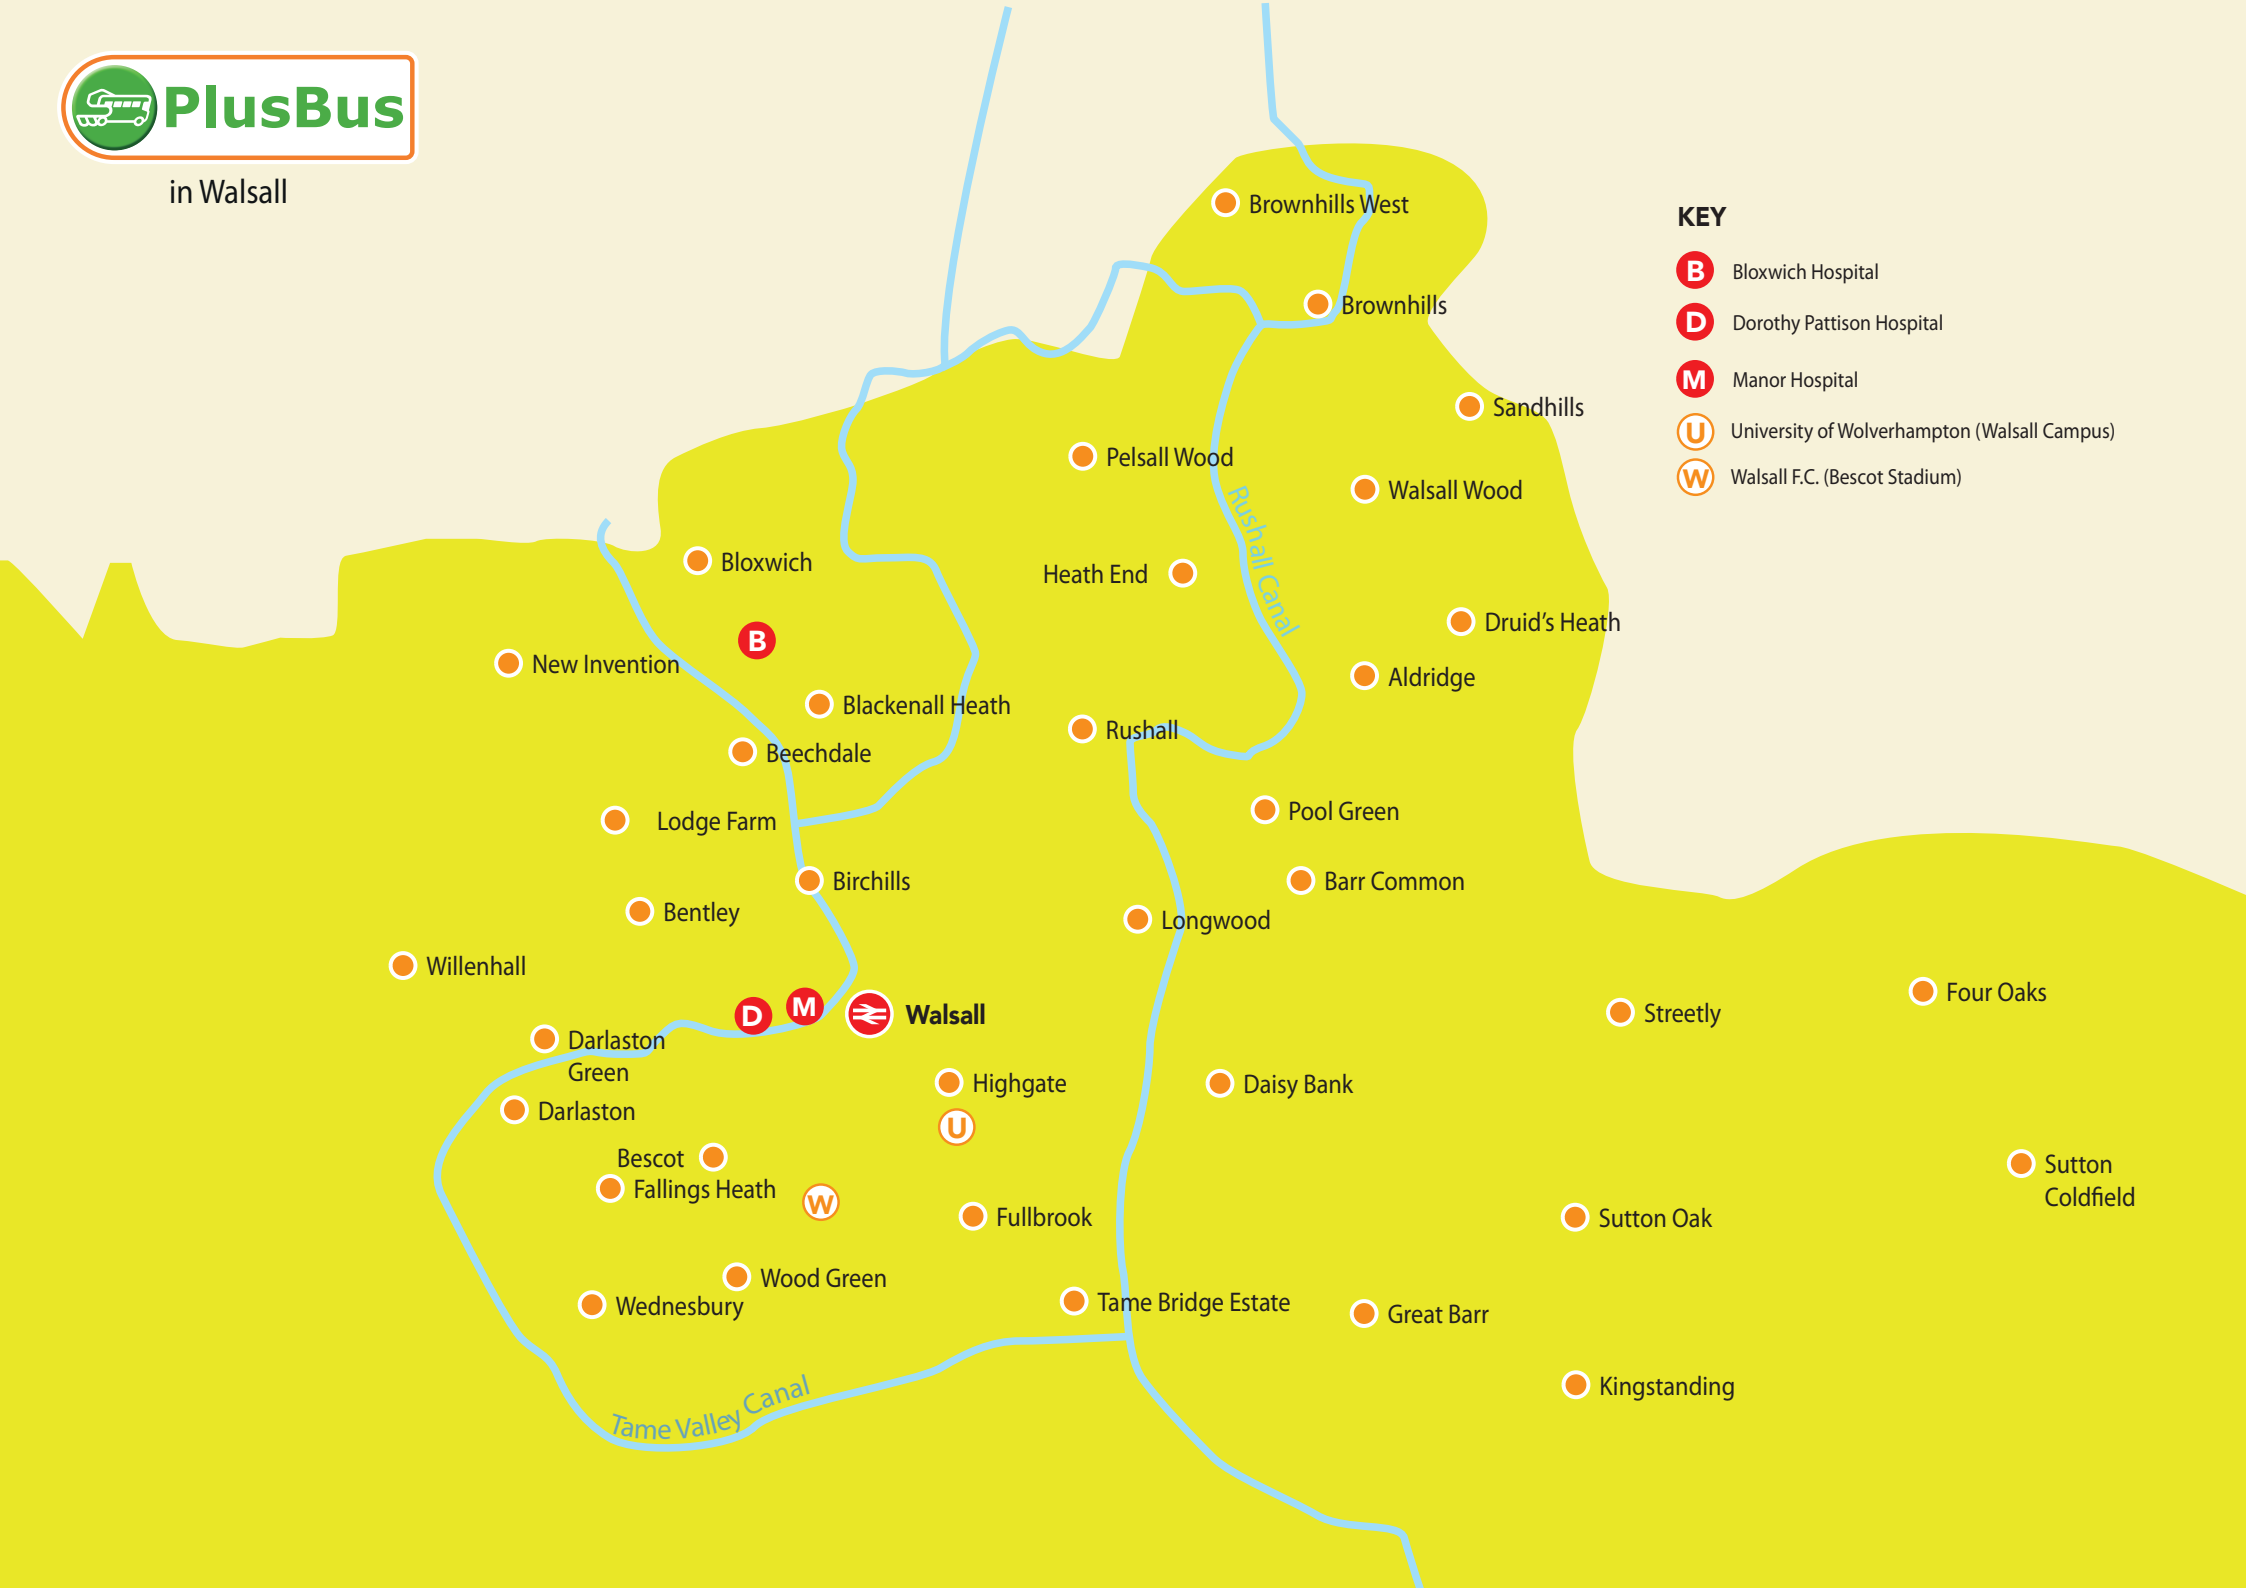 PlusBus
in Walsall
KEY
B Bloxwich Hospital
D Dorothy Pattison Hospital
M Manor Hospital
U University of Wolverhampton (Walsall Campus)
W Walsall F.C. (Bescot Stadium)
Brownhills West
Brownhills
Sandhills
Pelsall Wood
Walsall Wood
Rushall Canal
Bloxwich
Heath End
Druid’s Heath
B
New Invention
Aldridge
Blackenall Heath
Rushall
Beechdale
Pool Green
Lodge Farm
Birchills
Barr Common
Bentley
Longwood
Willenhall
Four Oaks
D
M
Walsall
Streetly
Darlaston
Green
Highgate
Daisy Bank
Darlaston
U
Bescot
Sutton
Coldfield
Fallings Heath
W
Fullbrook
Sutton Oak
Wood Green
Tame Bridge Estate
Wednesbury
Great Barr
Kingstanding
Tame Valley Canal